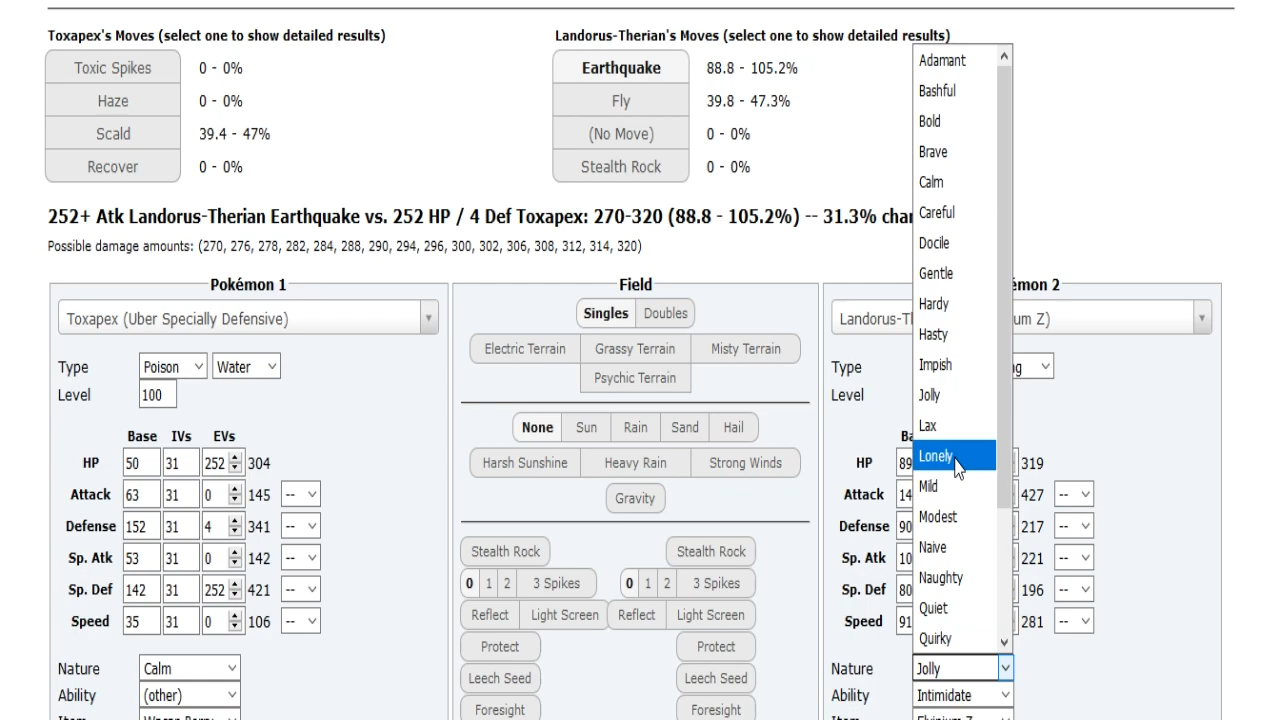 Toxapex's Moves (select one to show detailed results)
Toxic Spikes 0 - 0%
Haze 0 - 0%
Scald 39.4 - 47%
Recover 0 - 0%
Landorus-Therian's Moves (select one to show detailed results)
Earthquake 88.8 - 105.2%
Fly 39.8 - 47.3%
(No Move) 0 - 0%
Stealth Rock 0 - 0%
252+ Atk Landorus-Therian Earthquake vs. 252 HP / 4 Def Toxapex: 270-320 (88.8 - 105.2%) -- 31.3% cha
Possible damage amounts: (270, 276, 278, 282, 284, 288, 290, 294, 296, 300, 302, 306, 308, 312, 314, 320)
Pokémon 1
Toxapex (Uber Specially Defensive)
Type Poison Water
Level 100
Base IVs EVs
HP 50 31 252 304
Attack 63 31 0 145 --
Defense 152 31 4 341 --
Sp. Atk 53 31 0 142 --
Sp. Def 142 31 252 421 --
Speed 35 31 0 106 --
Nature Calm
Ability (other)
Field
Singles Doubles
Electric Terrain Grassy Terrain Misty Terrain
Psychic Terrain
None Sun Rain Sand Hail
Harsh Sunshine Heavy Rain Strong Winds
Gravity
Stealth Rock Stealth Rock
0 1 2 3 Spikes 0 1 2 3 Spikes
Reflect Light Screen Reflect Light Screen
Protect Protect
Leech Seed Leech Seed
Foresight Foresight
émon 2
Landorus-T um Z)
Type g
Level
Ba
HP 89 319
Attack 14 427 --
Defense 90 217 --
Sp. Atk 10 221 --
Sp. Def 80 196 --
Speed 91 281 --
Nature Jolly
Ability Intimidate
Adamant
Bashful
Bold
Brave
Calm
Careful
Docile
Gentle
Hardy
Hasty
Impish
Jolly
Lax
Lonely
Mild
Modest
Naive
Naughty
Quiet
Quirky